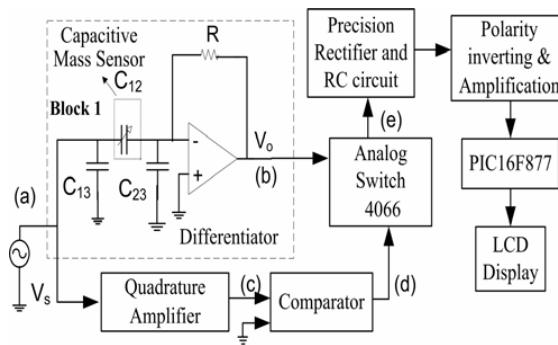 Capacitive
Mass Sensor
C12
Block 1
R
Precision
Rectifier and
RC circuit
Polarity
inverting &
Amplification
(e)
-
+
Vo
(b)
(a)
C13
C23
Analog
Switch
4066
PIC16F877
Differentiator
LCD
Display
Vs
Quadrature
Amplifier
(c)
Comparator
(d)